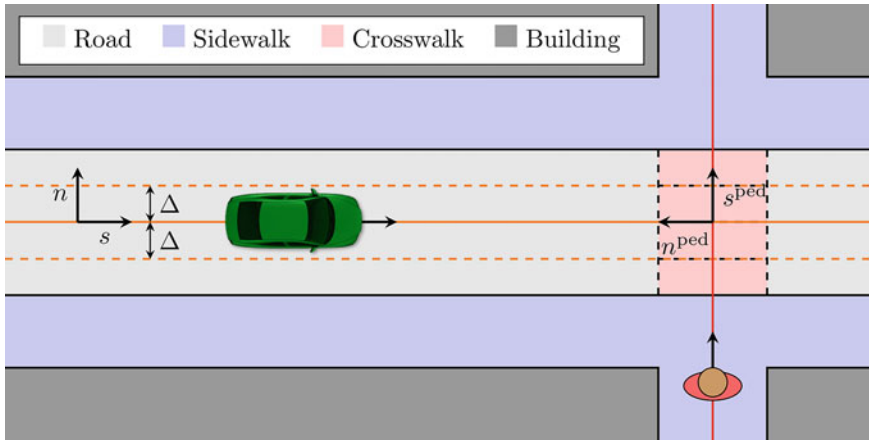 Road Sidewalk Crosswalk Building
n
Δ
s
Δ
s^ped
n^ped